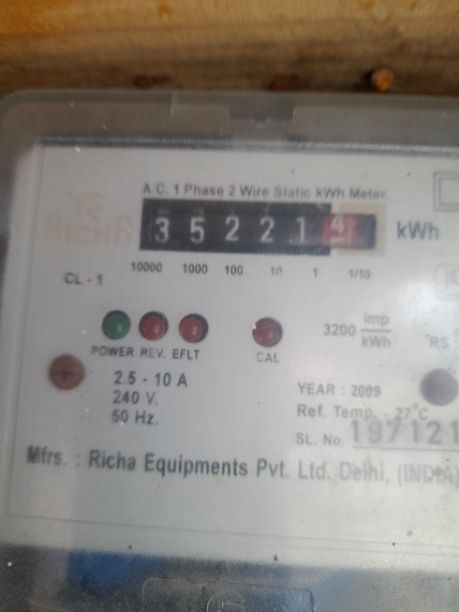 A.C. 1 Phase 2 Wire Static kWh Meter.
3 5 2 2 1 4 kWh
10000 1000 100 10 1 1/10
CL - 1
3200 imp/kWh
POWER REV. EFLT CAL RS
2.5 - 10 A
240 V.
50 Hz.
YEAR : 2009
Ref. Temp. - 27°C
SL. No. 197121
Mfrs. : Richa Equipments Pvt. Ltd. Delhi, (INDIA)